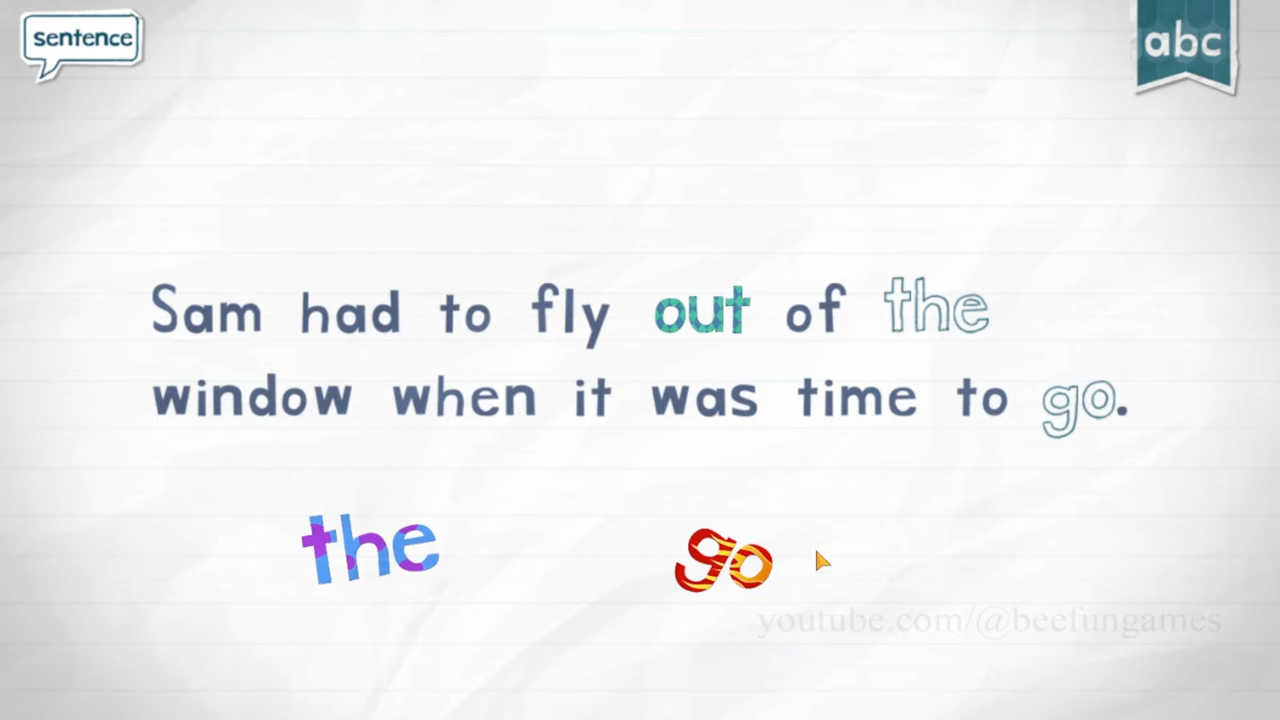 sentence
abc
Sam had to fly out of the
window when it was time to go.
the go
youtube.com/@beefungames